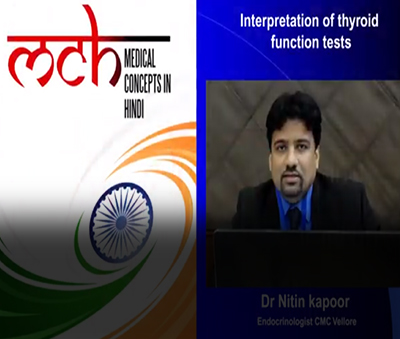 mch
MEDICAL
CONCEPTS IN
HINDI
Interpretation of thyroid
function tests
Dr Nitin kapoor
Endocrinologist CMC Vellore